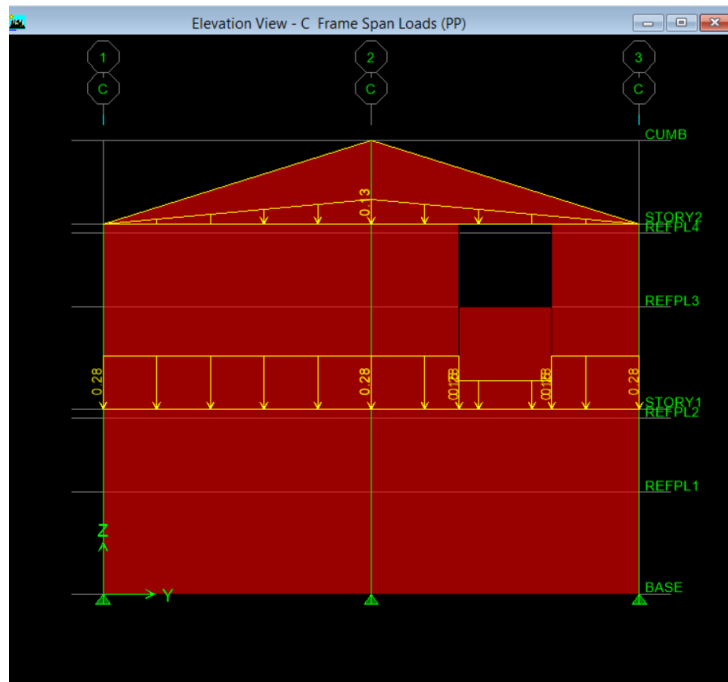 Elevation View - C Frame Span Loads (PP)
1 2 3
C C C
CUMB
0.13
STORY2
REFPL4
REFPL3
0.28 0.28 0.28
STORY1
REFPL2
REFPL1
Z
Y
BASE